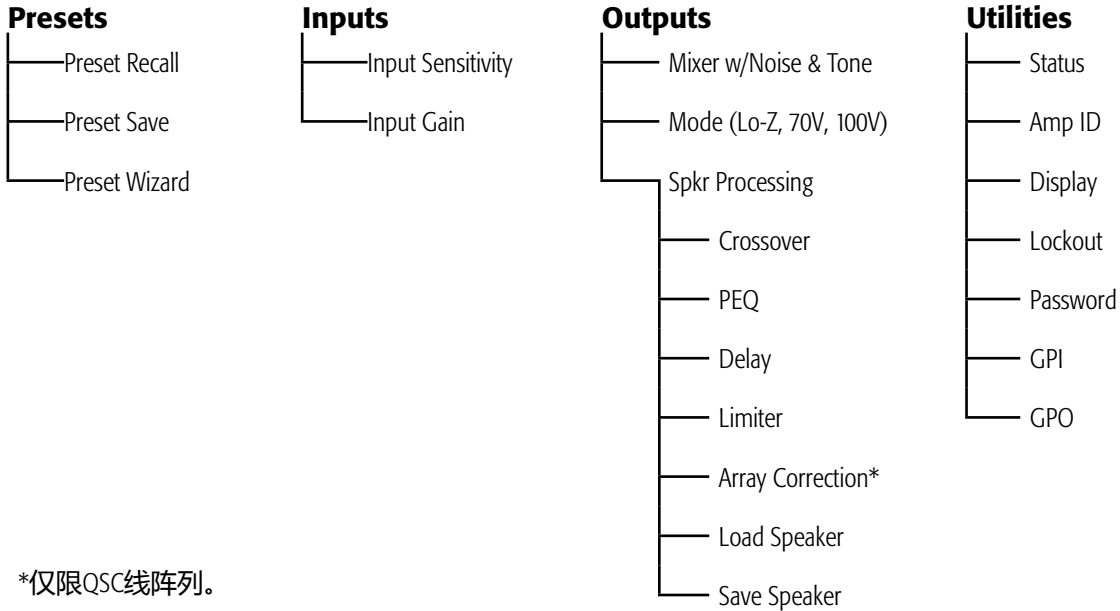 Presets
Preset Recall
Preset Save
Preset Wizard
Inputs
Input Sensitivity
Input Gain
Outputs
Mixer w/Noise & Tone
Mode (Lo-Z, 70V, 100V)
Spkr Processing
Crossover
PEQ
Delay
Limiter
Array Correction*
Load Speaker
Save Speaker
Utilities
Status
Amp ID
Display
Lockout
Password
GPI
GPO
*仅限QSC线阵列。